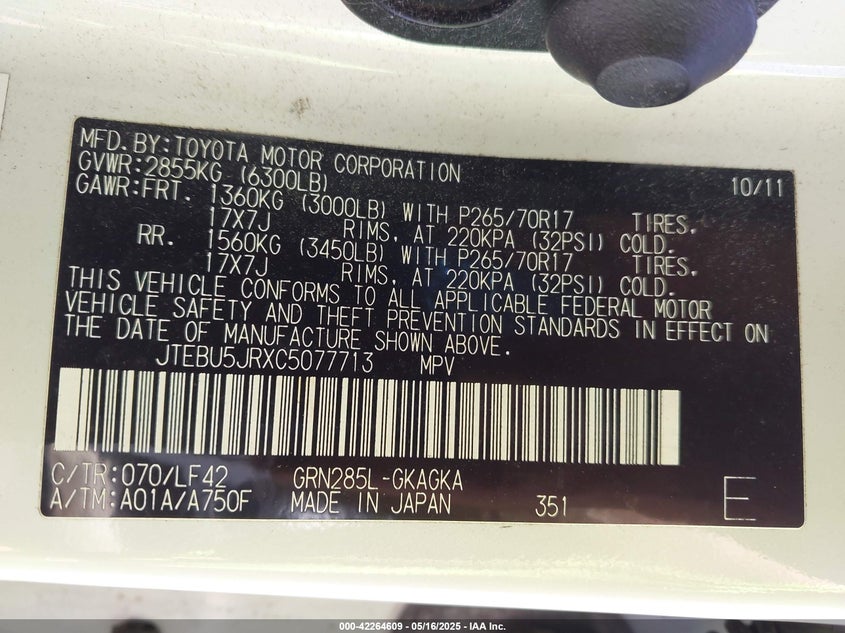 MFD. BY: TOYOTA MOTOR CORPORATION 10/11
GVWR: 2855KG (6300LB)
GAWR: FRT. 1360KG (3000LB) WITH P265/70R17 TIRES,
17X7J RIMS, AT 220KPA (32PSI) COLD.
RR. 1560KG (3450LB) WITH P265/70R17 TIRES,
17X7J RIMS, AT 220KPA (32PSI) COLD.
THIS VEHICLE CONFORMS TO ALL APPLICABLE FEDERAL MOTOR
VEHICLE SAFETY AND THEFT PREVENTION STANDARDS IN EFFECT ON
THE DATE OF MANUFACTURE SHOWN ABOVE.
JTEBU5JRXC5077713 MPV
C/TR: 070/LF42 GRN285L-GKAGKA
A/TM: A01A/A750F MADE IN JAPAN 351 E
000-42264609 - 05/16/2025 - IAA Inc.